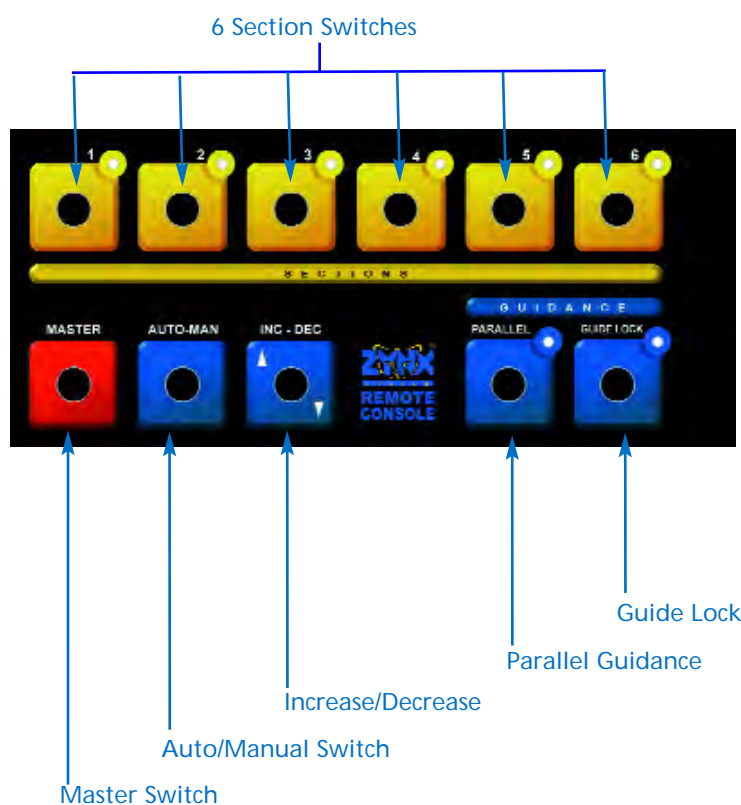 6 Section Switches
1 2 3 4 5 6
SECTIONS
GUIDANCE
MASTER AUTO-MAN INC - DEC PARALLEL GUIDE LOCK
ZYNX
REMOTE
CONSOLE
Guide Lock
Parallel Guidance
Increase/Decrease
Auto/Manual Switch
Master Switch